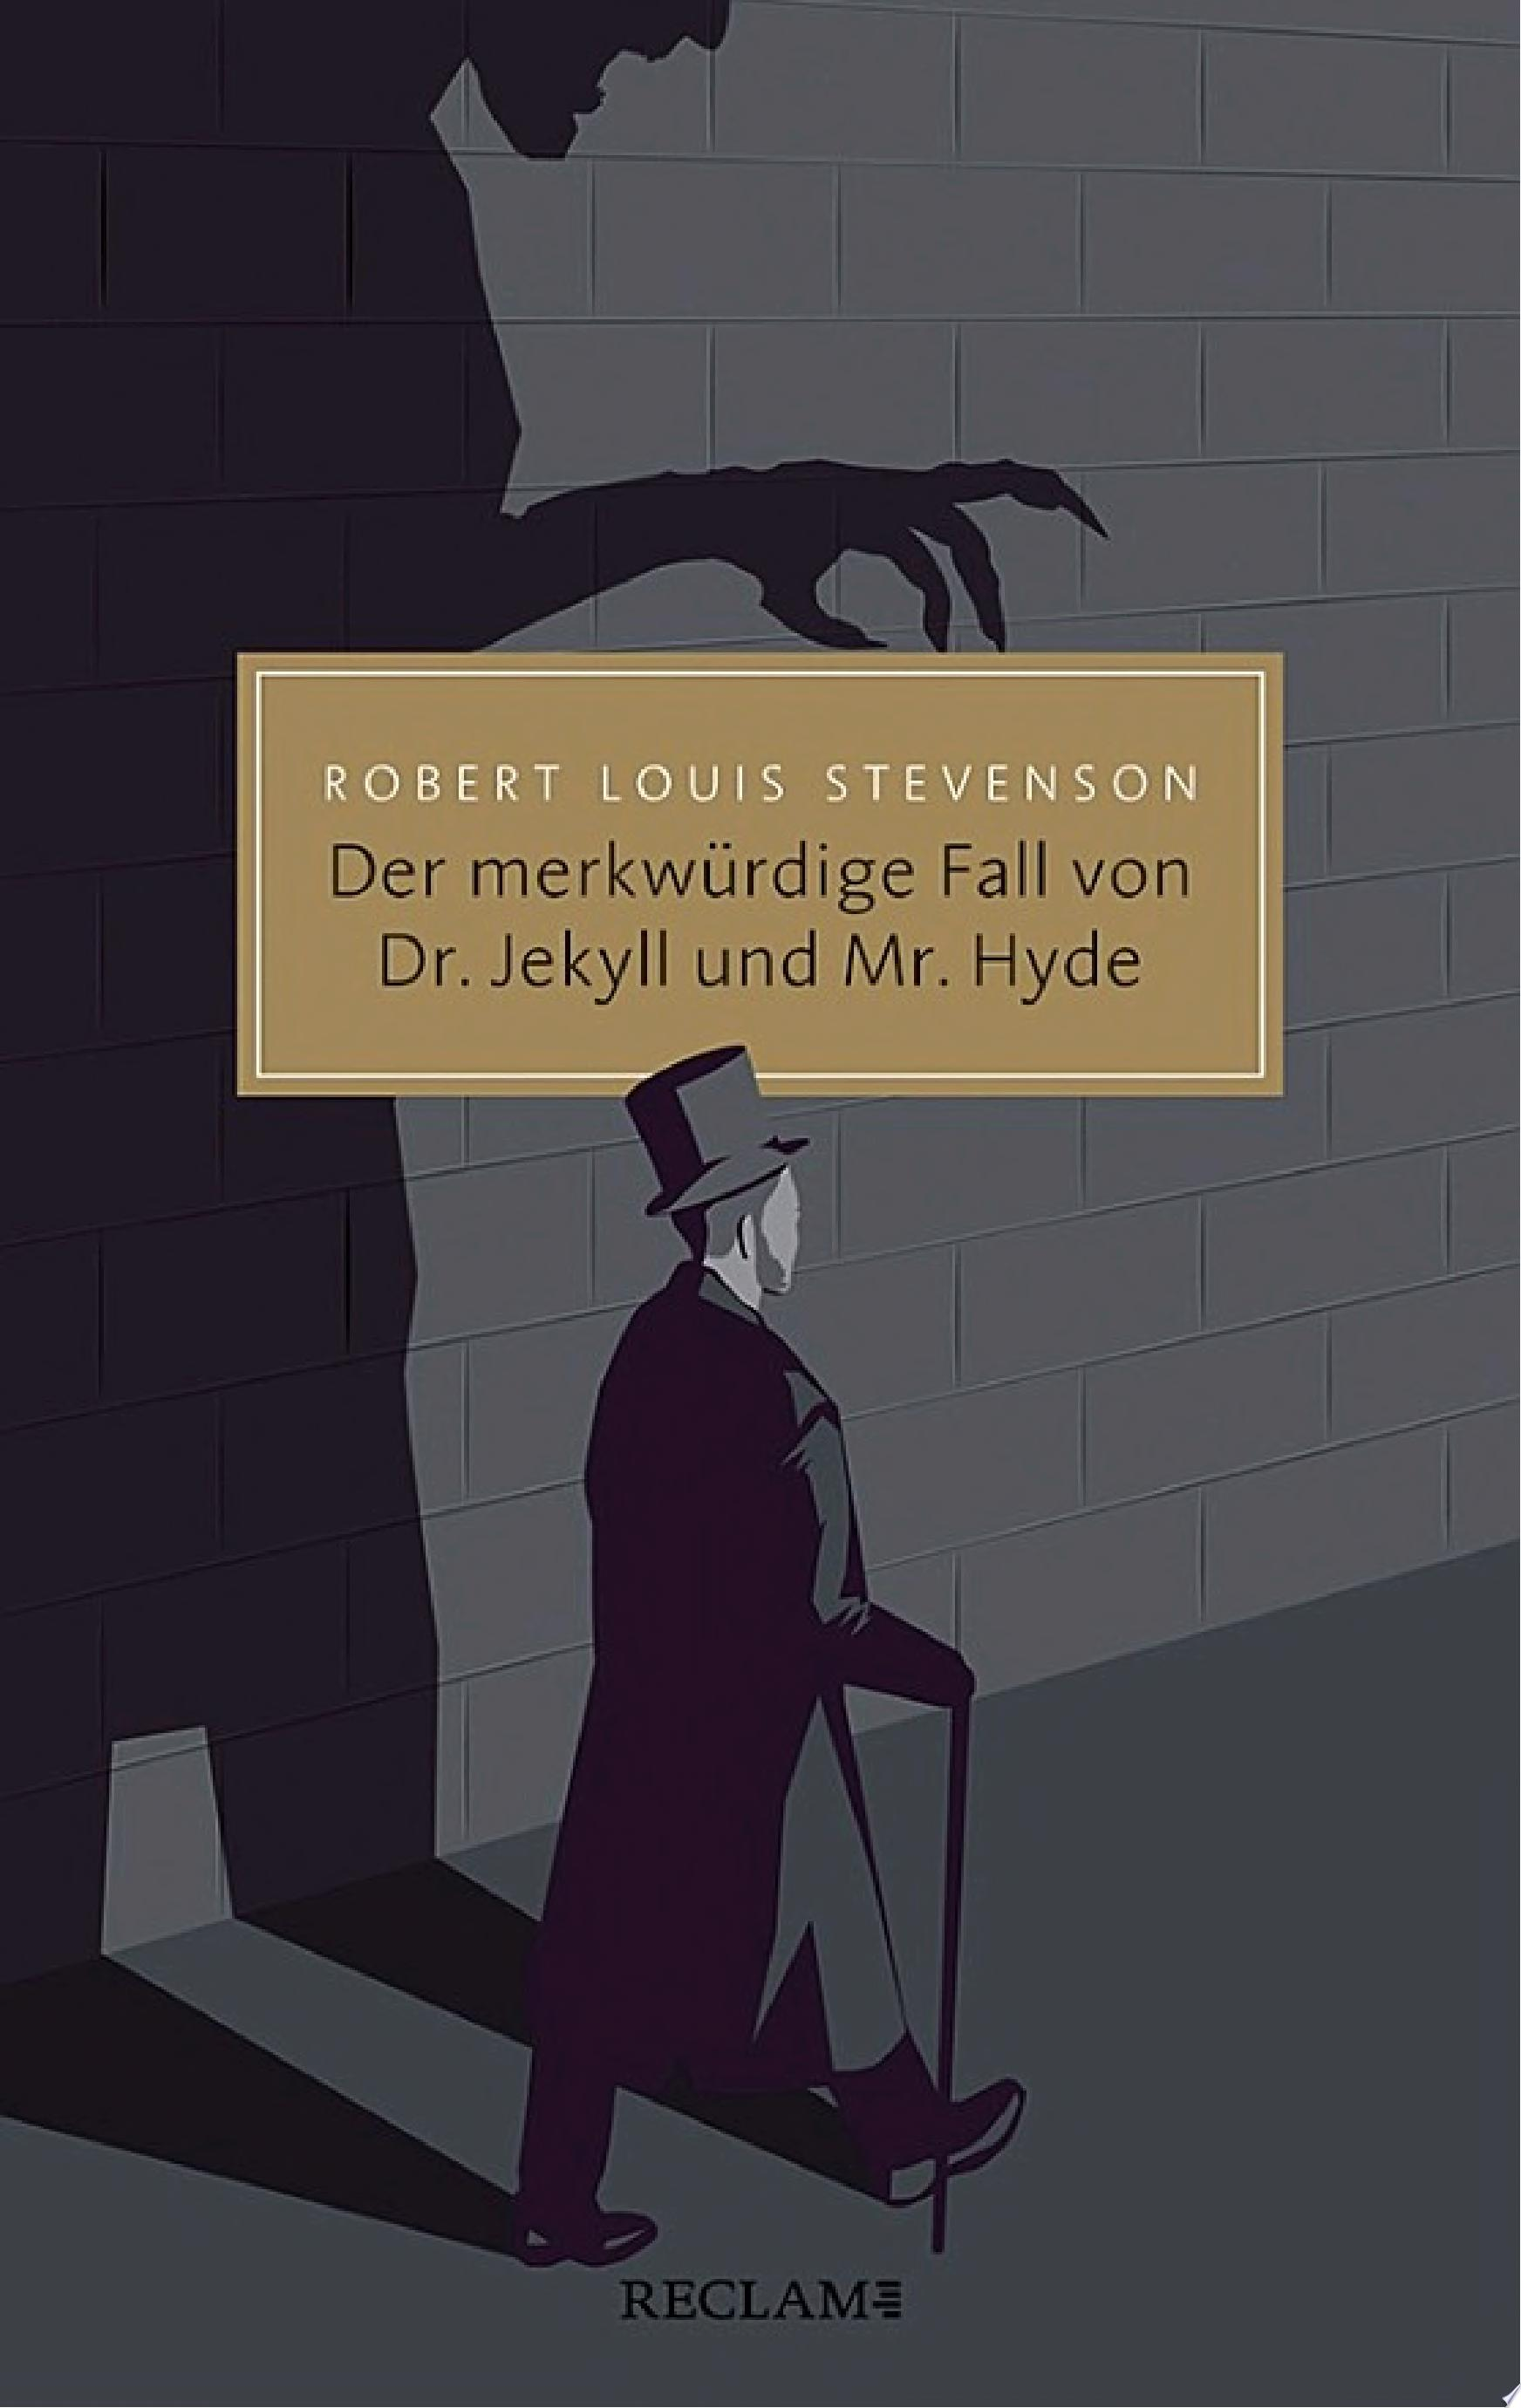 ROBERT LOUIS STEVENSON
Der merkwürdige Fall von
Dr. Jekyll und Mr. Hyde
RECLAM